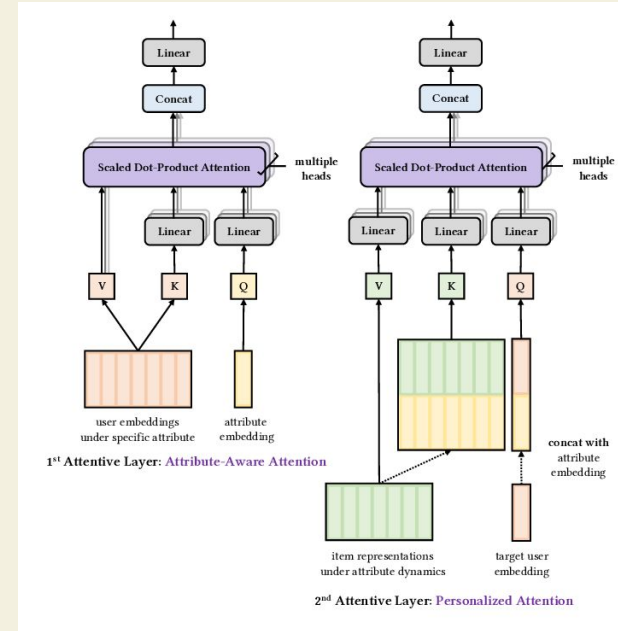 Linear
Concat
Scaled Dot-Product Attention
multiple
heads
Linear
Linear
V
K
Q
user embeddings
under specific attribute
attribute
embedding
1st Attentive Layer: Attribute-Aware Attention
Linear
Concat
Scaled Dot-Product Attention
multiple
heads
Linear
Linear
Linear
V
K
Q
concat with
attribute
embedding
item representations
under attribute dynamics
target user
embedding
2nd Attentive Layer: Personalized Attention